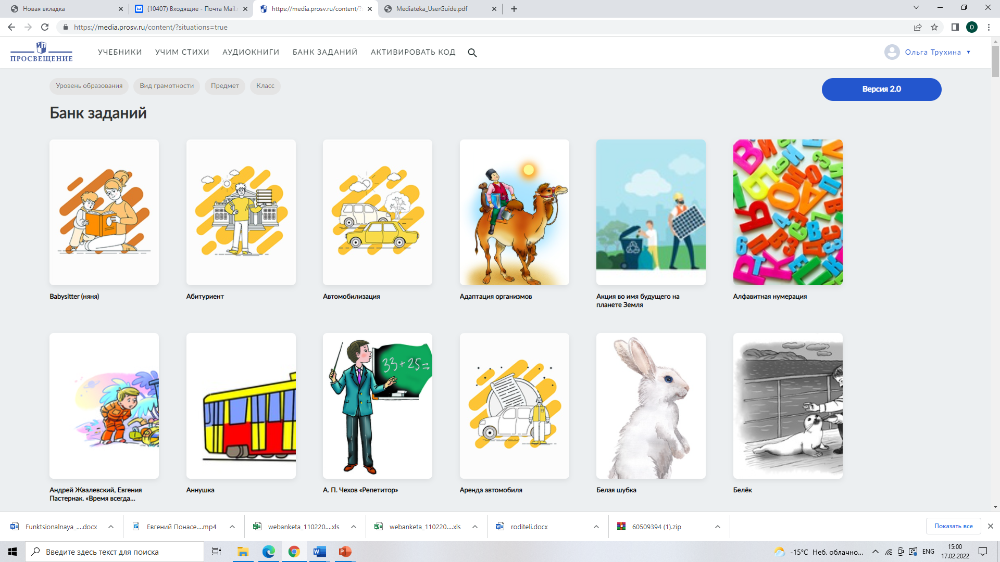 Новая вкладка
(10407) Входящие - Почта Mail.
https://media.prosv.ru/content/?
Mediateka_UserGuide.pdf
https://media.prosv.ru/content/?situations=true
O
ИП
ПРОСВЕЩЕНИЕ
УЧЕБНИКИ
УЧИМ СТИХИ
АУДИОКНИГИ
БАНК ЗАДАНИЙ
АКТИВИРОВАТЬ КОД
Ольга Трухина
Уровень образования
Вид грамотности
Предмет
Класс
Версия 2.0
Банк заданий
Babysitter (няня)
Абитуриент
Автомобилизация
Адаптация организмов
Акция во имя будущего на
планете Земля
Алфавитная нумерация
33+25=
Андрей Жвалевский, Евгения
Пастернак. «Время всегда...
Аннушка
А. П. Чехов «Репетитор»
Аренда автомобиля
Белая шубка
Белёк
Funktsionalnaya_....docx
Евгений Понасе....mp4
webanketa_110220....xls
webanketa_110220....xls
roditeli.docx
60509394 (1).zip
Показать все
Введите здесь текст для поиска
-15°C Неб. облачно...
ENG
15:00
17.02.2022